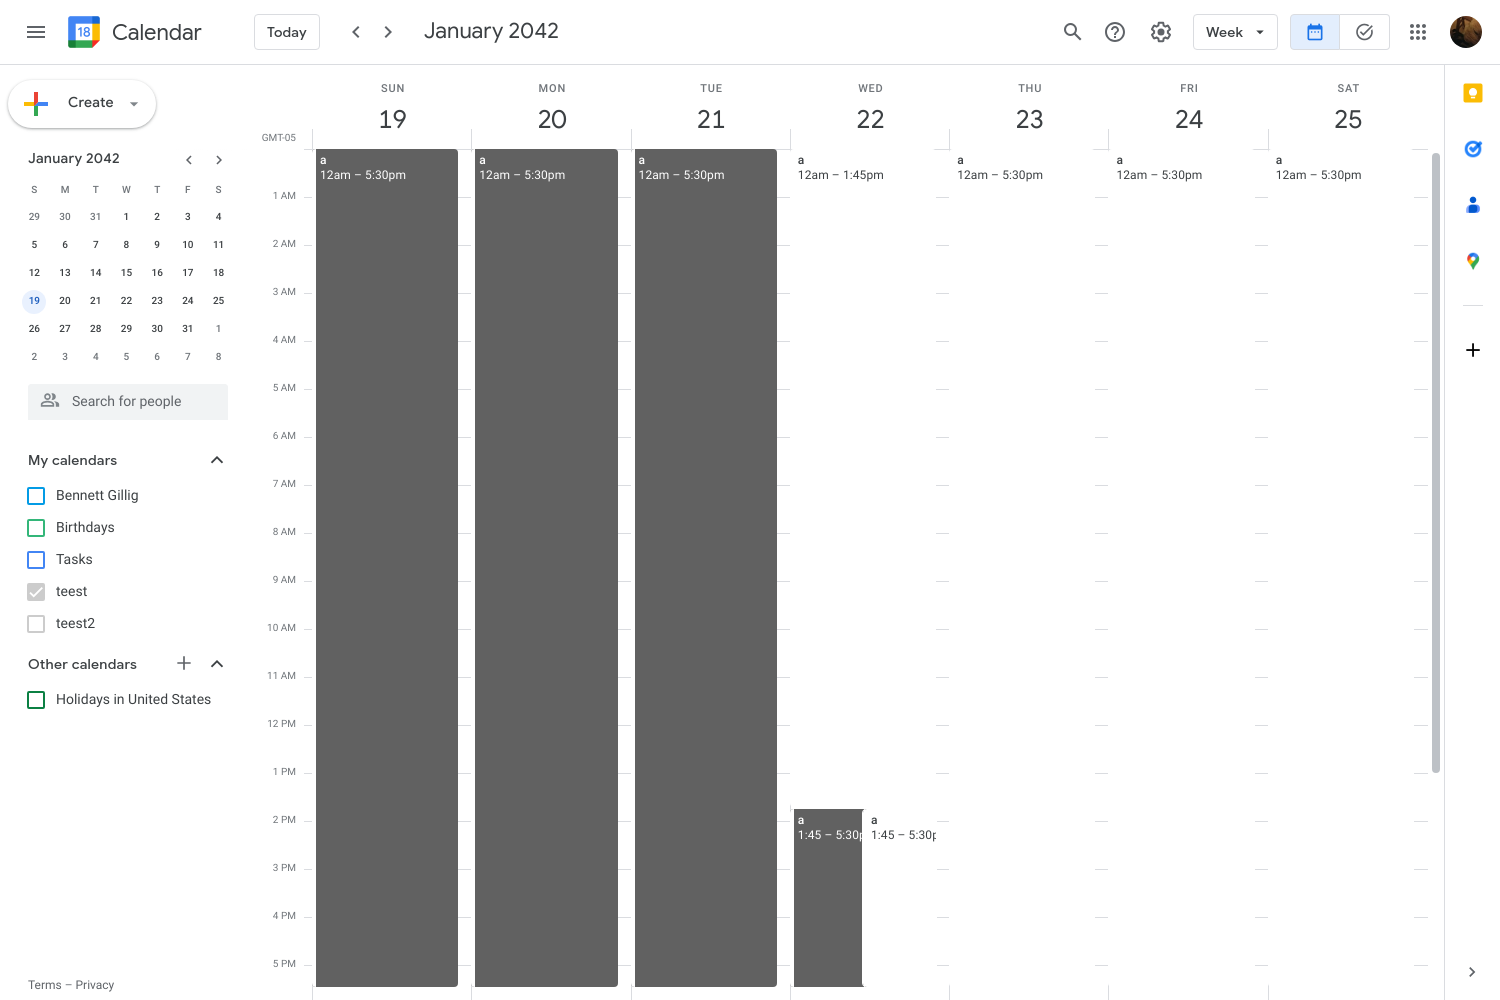 18 Calendar
Today
January 2042
Week
Create
January 2042
S M T W T F S
29 30 31 1 2 3 4
5 6 7 8 9 10 11
12 13 14 15 16 17 18
19 20 21 22 23 24 25
26 27 28 29 30 31 1
2 3 4 5 6 7 8
Search for people
My calendars
Bennett Gillig
Birthdays
Tasks
teest
teest2
Other calendars
Holidays in United States
Terms – Privacy
SUN MON TUE WED THU FRI SAT
19 20 21 22 23 24 25
GMT-05
a a a a a a a
12am – 5:30pm 12am – 5:30pm 12am – 5:30pm 12am – 1:45pm 12am – 5:30pm 12am – 5:30pm 12am – 5:30pm
1 AM
2 AM
3 AM
4 AM
5 AM
6 AM
7 AM
8 AM
9 AM
10 AM
11 AM
12 PM
1 PM
2 PM
a a
1:45 – 5:30p 1:45 – 5:30p
3 PM
4 PM
5 PM